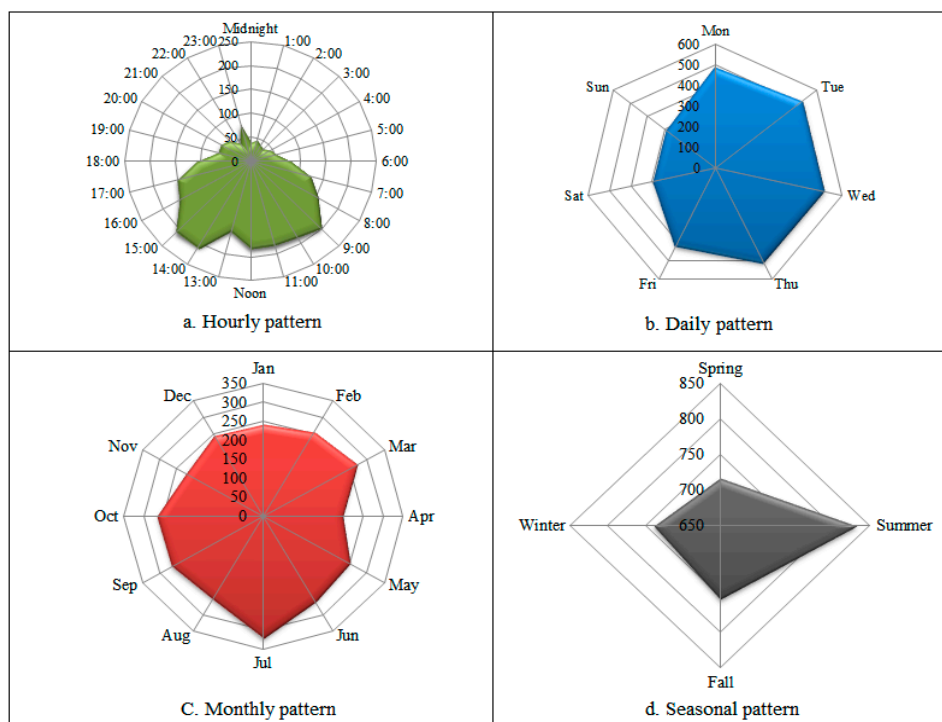 Midnight
23:00
1:00
22:00
2:00
21:00
3:00
20:00
4:00
19:00
5:00
18:00
6:00
17:00
7:00
16:00
8:00
15:00
9:00
14:00
10:00
13:00
11:00
Noon
250
200
150
100
50
0
a. Hourly pattern
Mon
Tue
Wed
Thu
Fri
Sat
Sun
600
500
400
300
200
100
0
b. Daily pattern
Jan
Feb
Mar
Apr
May
Jun
Jul
Aug
Sep
Oct
Nov
Dec
350
300
250
200
150
100
50
0
C. Monthly pattern
Spring
Summer
Fall
Winter
850
800
750
700
650
d. Seasonal pattern